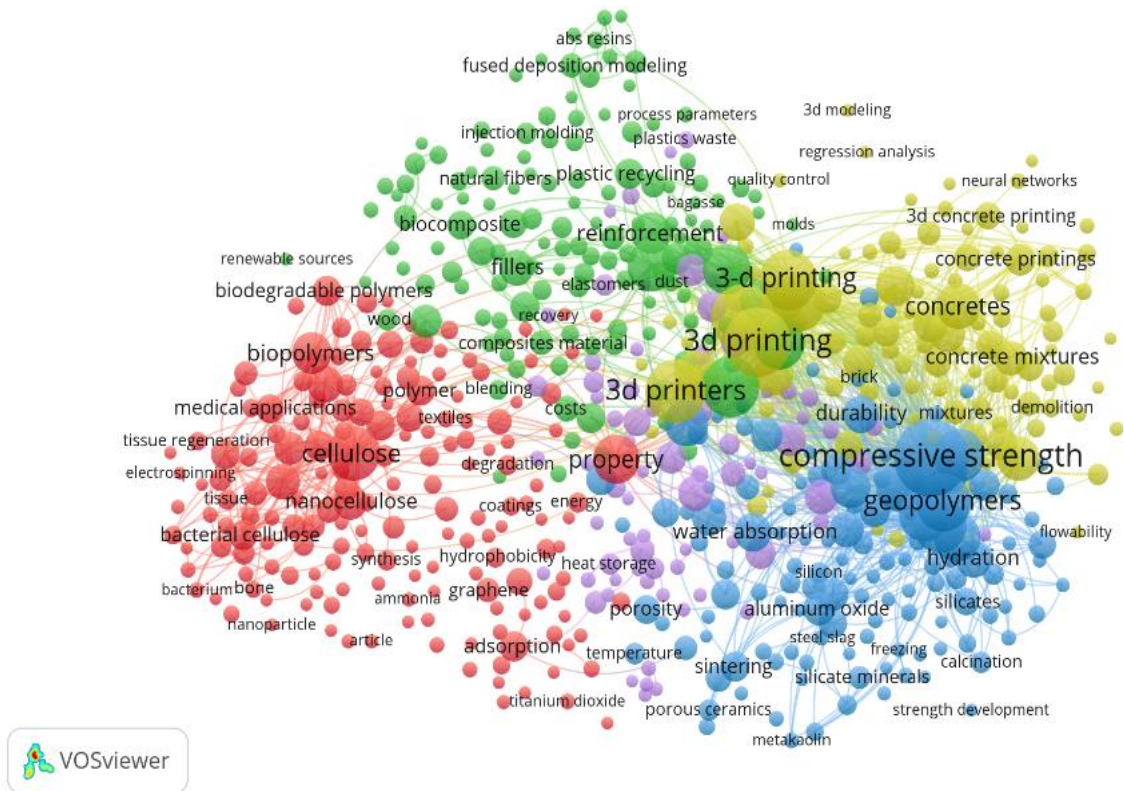 abs resins
fused deposition modeling
3d modeling
process parameters
injection molding
plastics waste
regression analysis
natural fibers
plastic recycling
quality control
neural networks
bagasse
biocomposite
reinforcement
molds
3d concrete printing
renewable sources
fillers
concrete printings
elastomers
dust
3-d printing
biodegradable polymers
concretes
wood
recovery
composites material
3d printing
biopolymers
concrete mixtures
polymer
blending
3d printers
brick
medical applications
textiles
costs
durability
mixtures
demolition
tissue regeneration
cellulose
property
compressive strength
electrospinning
degradation
tissue
nanocellulose
coatings
energy
geopolymers
bacterial cellulose
water absorption
flowability
synthesis
hydrophobicity
heat storage
hydration
bacterium
bone
graphene
silicon
ammonia
porosity
aluminum oxide
silicates
nanoparticle
article
adsorption
temperature
steel slag
freezing
sintering
calcination
silicate minerals
titanium dioxide
porous ceramics
strength development
metakaolin
VOSviewer